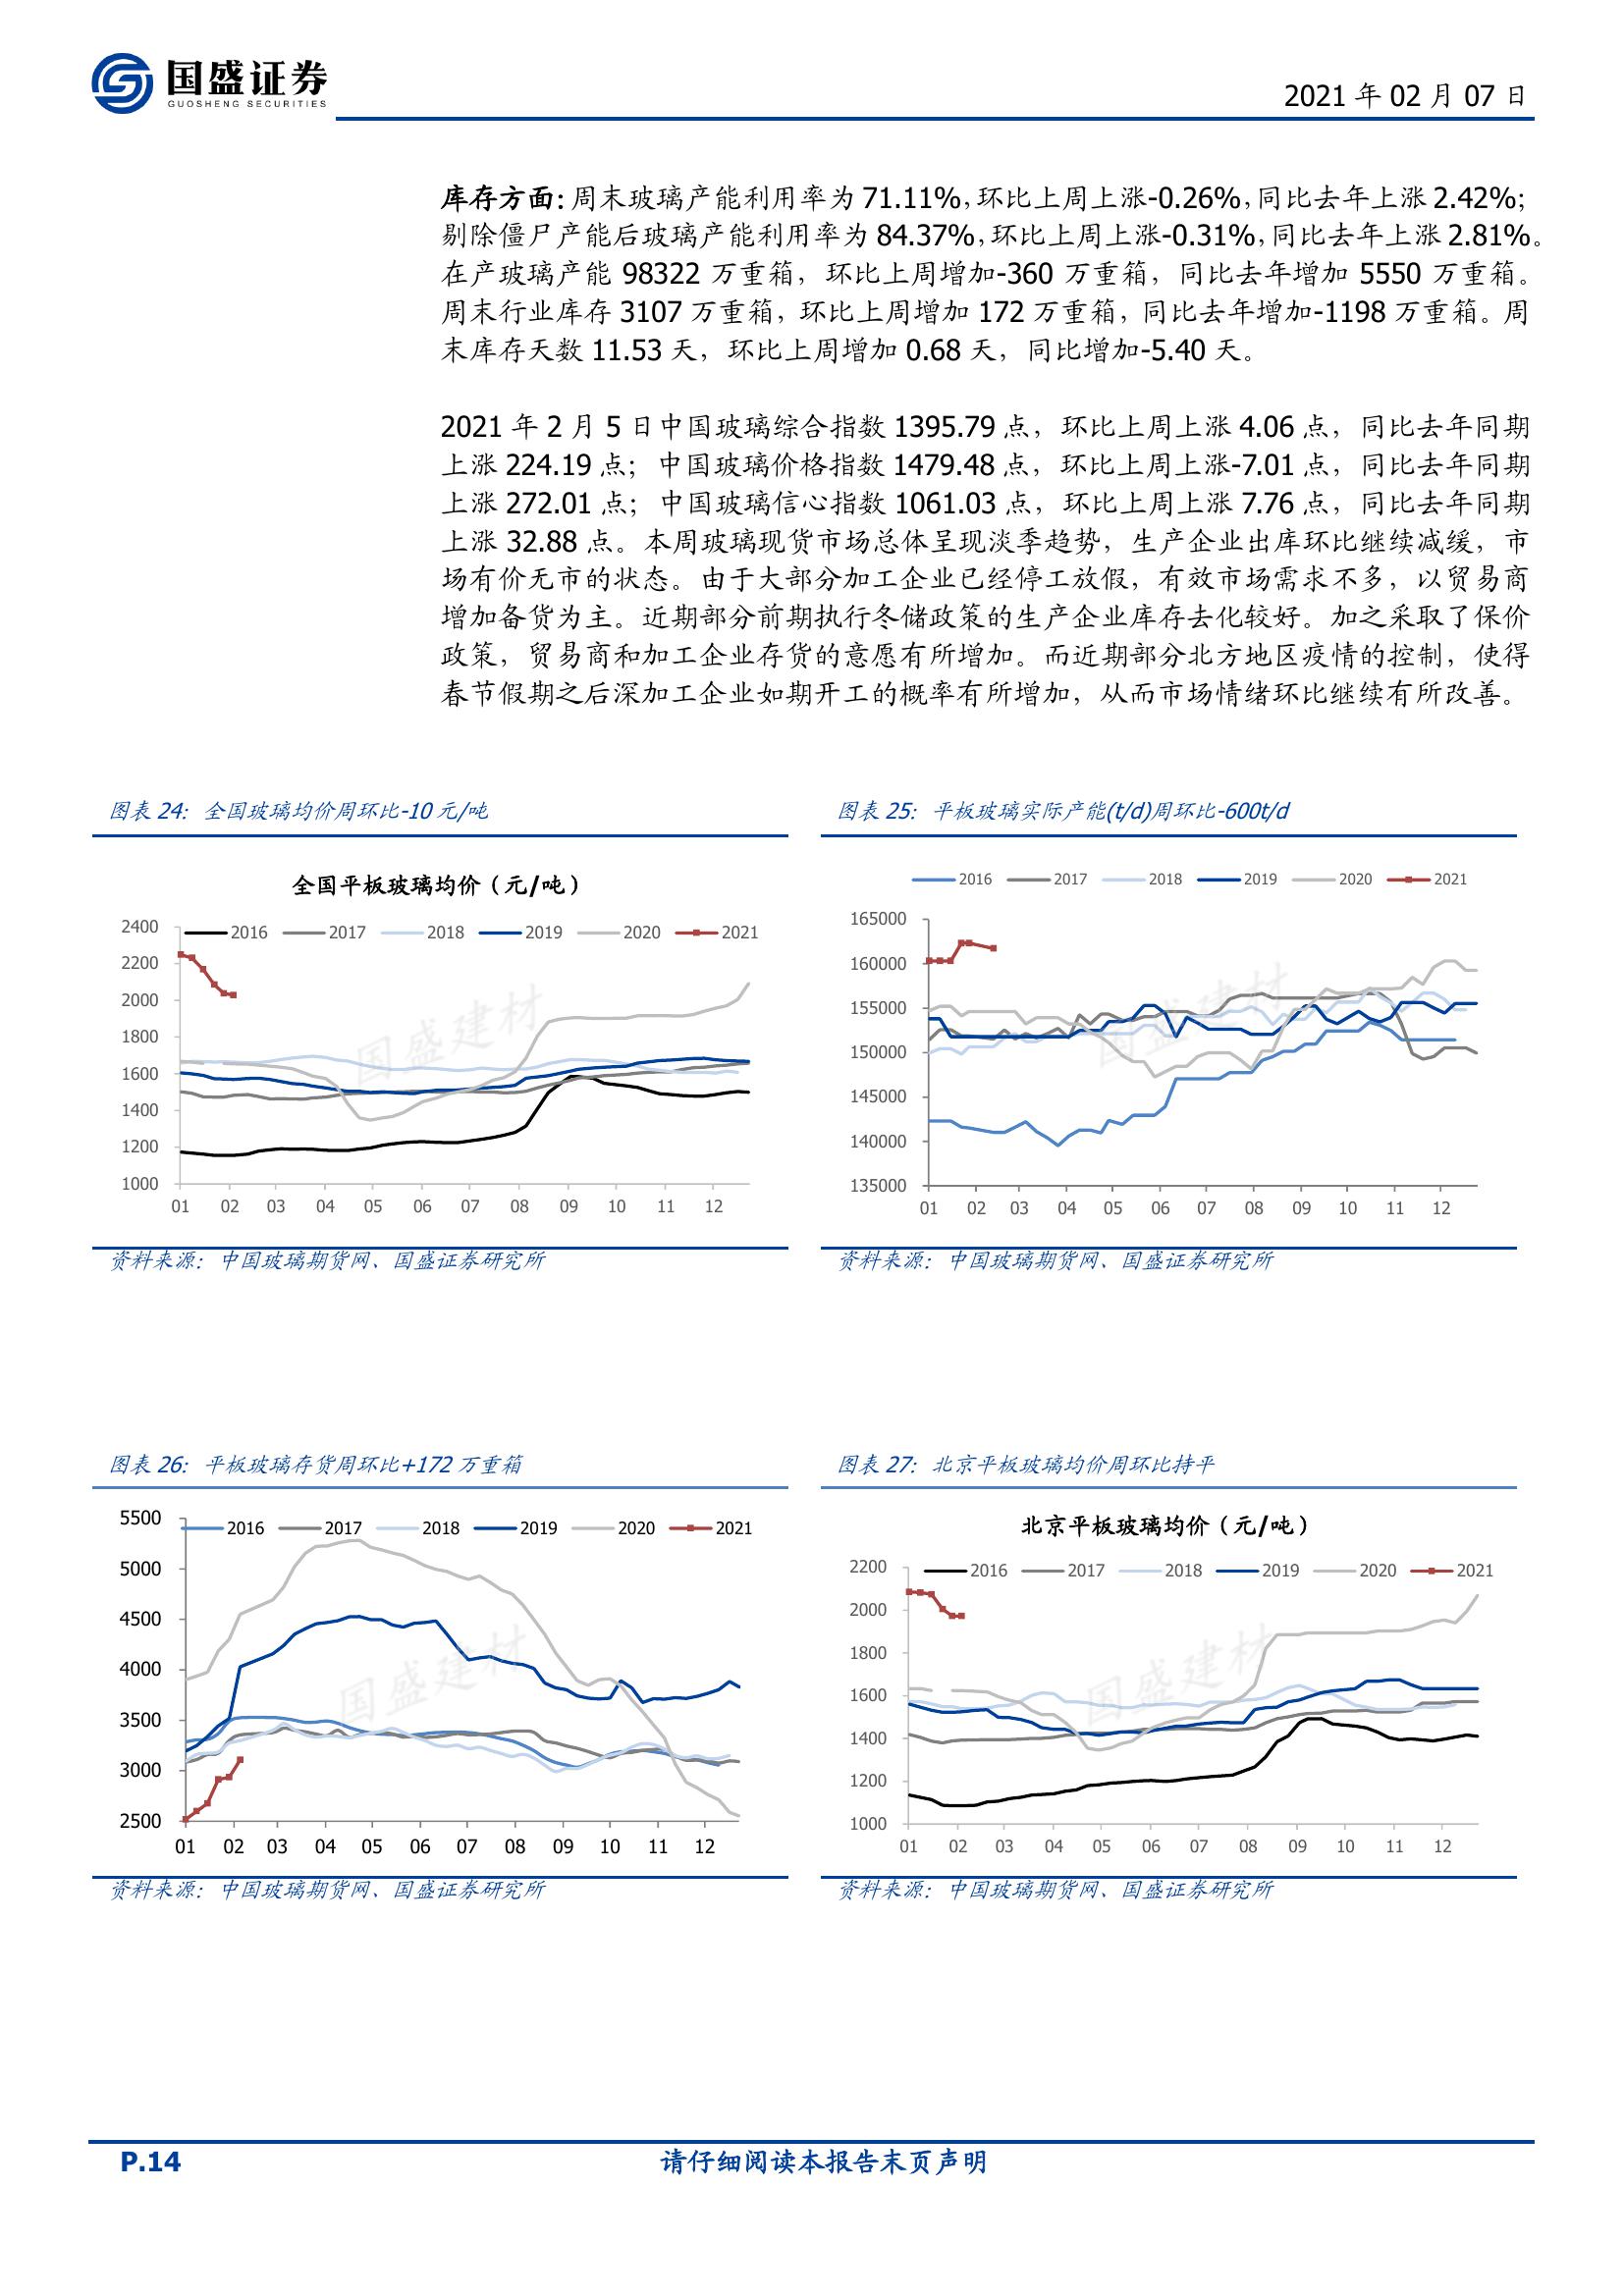 国盛证券
GUOSHENG SECURITIES
2021 年 02 月 07 日
库存方面：周末玻璃产能利用率为 71.11%，环比上周上涨-0.26%，同比去年上涨 2.42%；
剔除僵尸产能后玻璃产能利用率为 84.37%，环比上周上涨-0.31%，同比去年上涨 2.81%。
在产玻璃产能 98322 万重箱，环比上周增加-360 万重箱，同比去年增加 5550 万重箱。
周末行业库存 3107 万重箱，环比上周增加 172 万重箱，同比去年增加-1198 万重箱。周
末库存天数 11.53 天，环比上周增加 0.68 天，同比增加-5.40 天。
2021 年 2 月 5 日中国玻璃综合指数 1395.79 点，环比上周上涨 4.06 点，同比去年同期
上涨 224.19 点；中国玻璃价格指数 1479.48 点，环比上周上涨-7.01 点，同比去年同期
上涨 272.01 点；中国玻璃信心指数 1061.03 点，环比上周上涨 7.76 点，同比去年同期
上涨 32.88 点。本周玻璃现货市场总体呈现淡季趋势，生产企业出库环比继续减缓，市
场有价无市的状态。由于大部分加工企业已经停工放假，有效市场需求不多，以贸易商
增加备货为主。近期部分前期执行冬储政策的生产企业库存去化较好。加之采取了保价
政策，贸易商和加工企业存货的意愿有所增加。而近期部分北方地区疫情的控制，使得
春节假期之后深加工企业如期开工的概率有所增加，从而市场情绪环比继续有所改善。
图表 24：全国玻璃均价周环比-10 元/吨
全国平板玻璃均价（元/吨）
2016 2017 2018 2019 2020 2021
2400
2200
2000
1800
1600
1400
1200
1000
01 02 03 04 05 06 07 08 09 10 11 12
国盛建材
资料来源：中国玻璃期货网、国盛证券研究所
图表 25：平板玻璃实际产能(t/d)周环比-600t/d
2016 2017 2018 2019 2020 2021
165000
160000
155000
150000
145000
140000
135000
01 02 03 04 05 06 07 08 09 10 11 12
国盛建材
资料来源：中国玻璃期货网、国盛证券研究所
图表 26：平板玻璃存货周环比+172 万重箱
2016 2017 2018 2019 2020 2021
5500
5000
4500
4000
3500
3000
2500
01 02 03 04 05 06 07 08 09 10 11 12
国盛建材
资料来源：中国玻璃期货网、国盛证券研究所
图表 27：北京平板玻璃均价周环比持平
北京平板玻璃均价（元/吨）
2016 2017 2018 2019 2020 2021
2200
2000
1800
1600
1400
1200
1000
01 02 03 04 05 06 07 08 09 10 11 12
国盛建材
资料来源：中国玻璃期货网、国盛证券研究所
P.14
请仔细阅读本报告末页声明